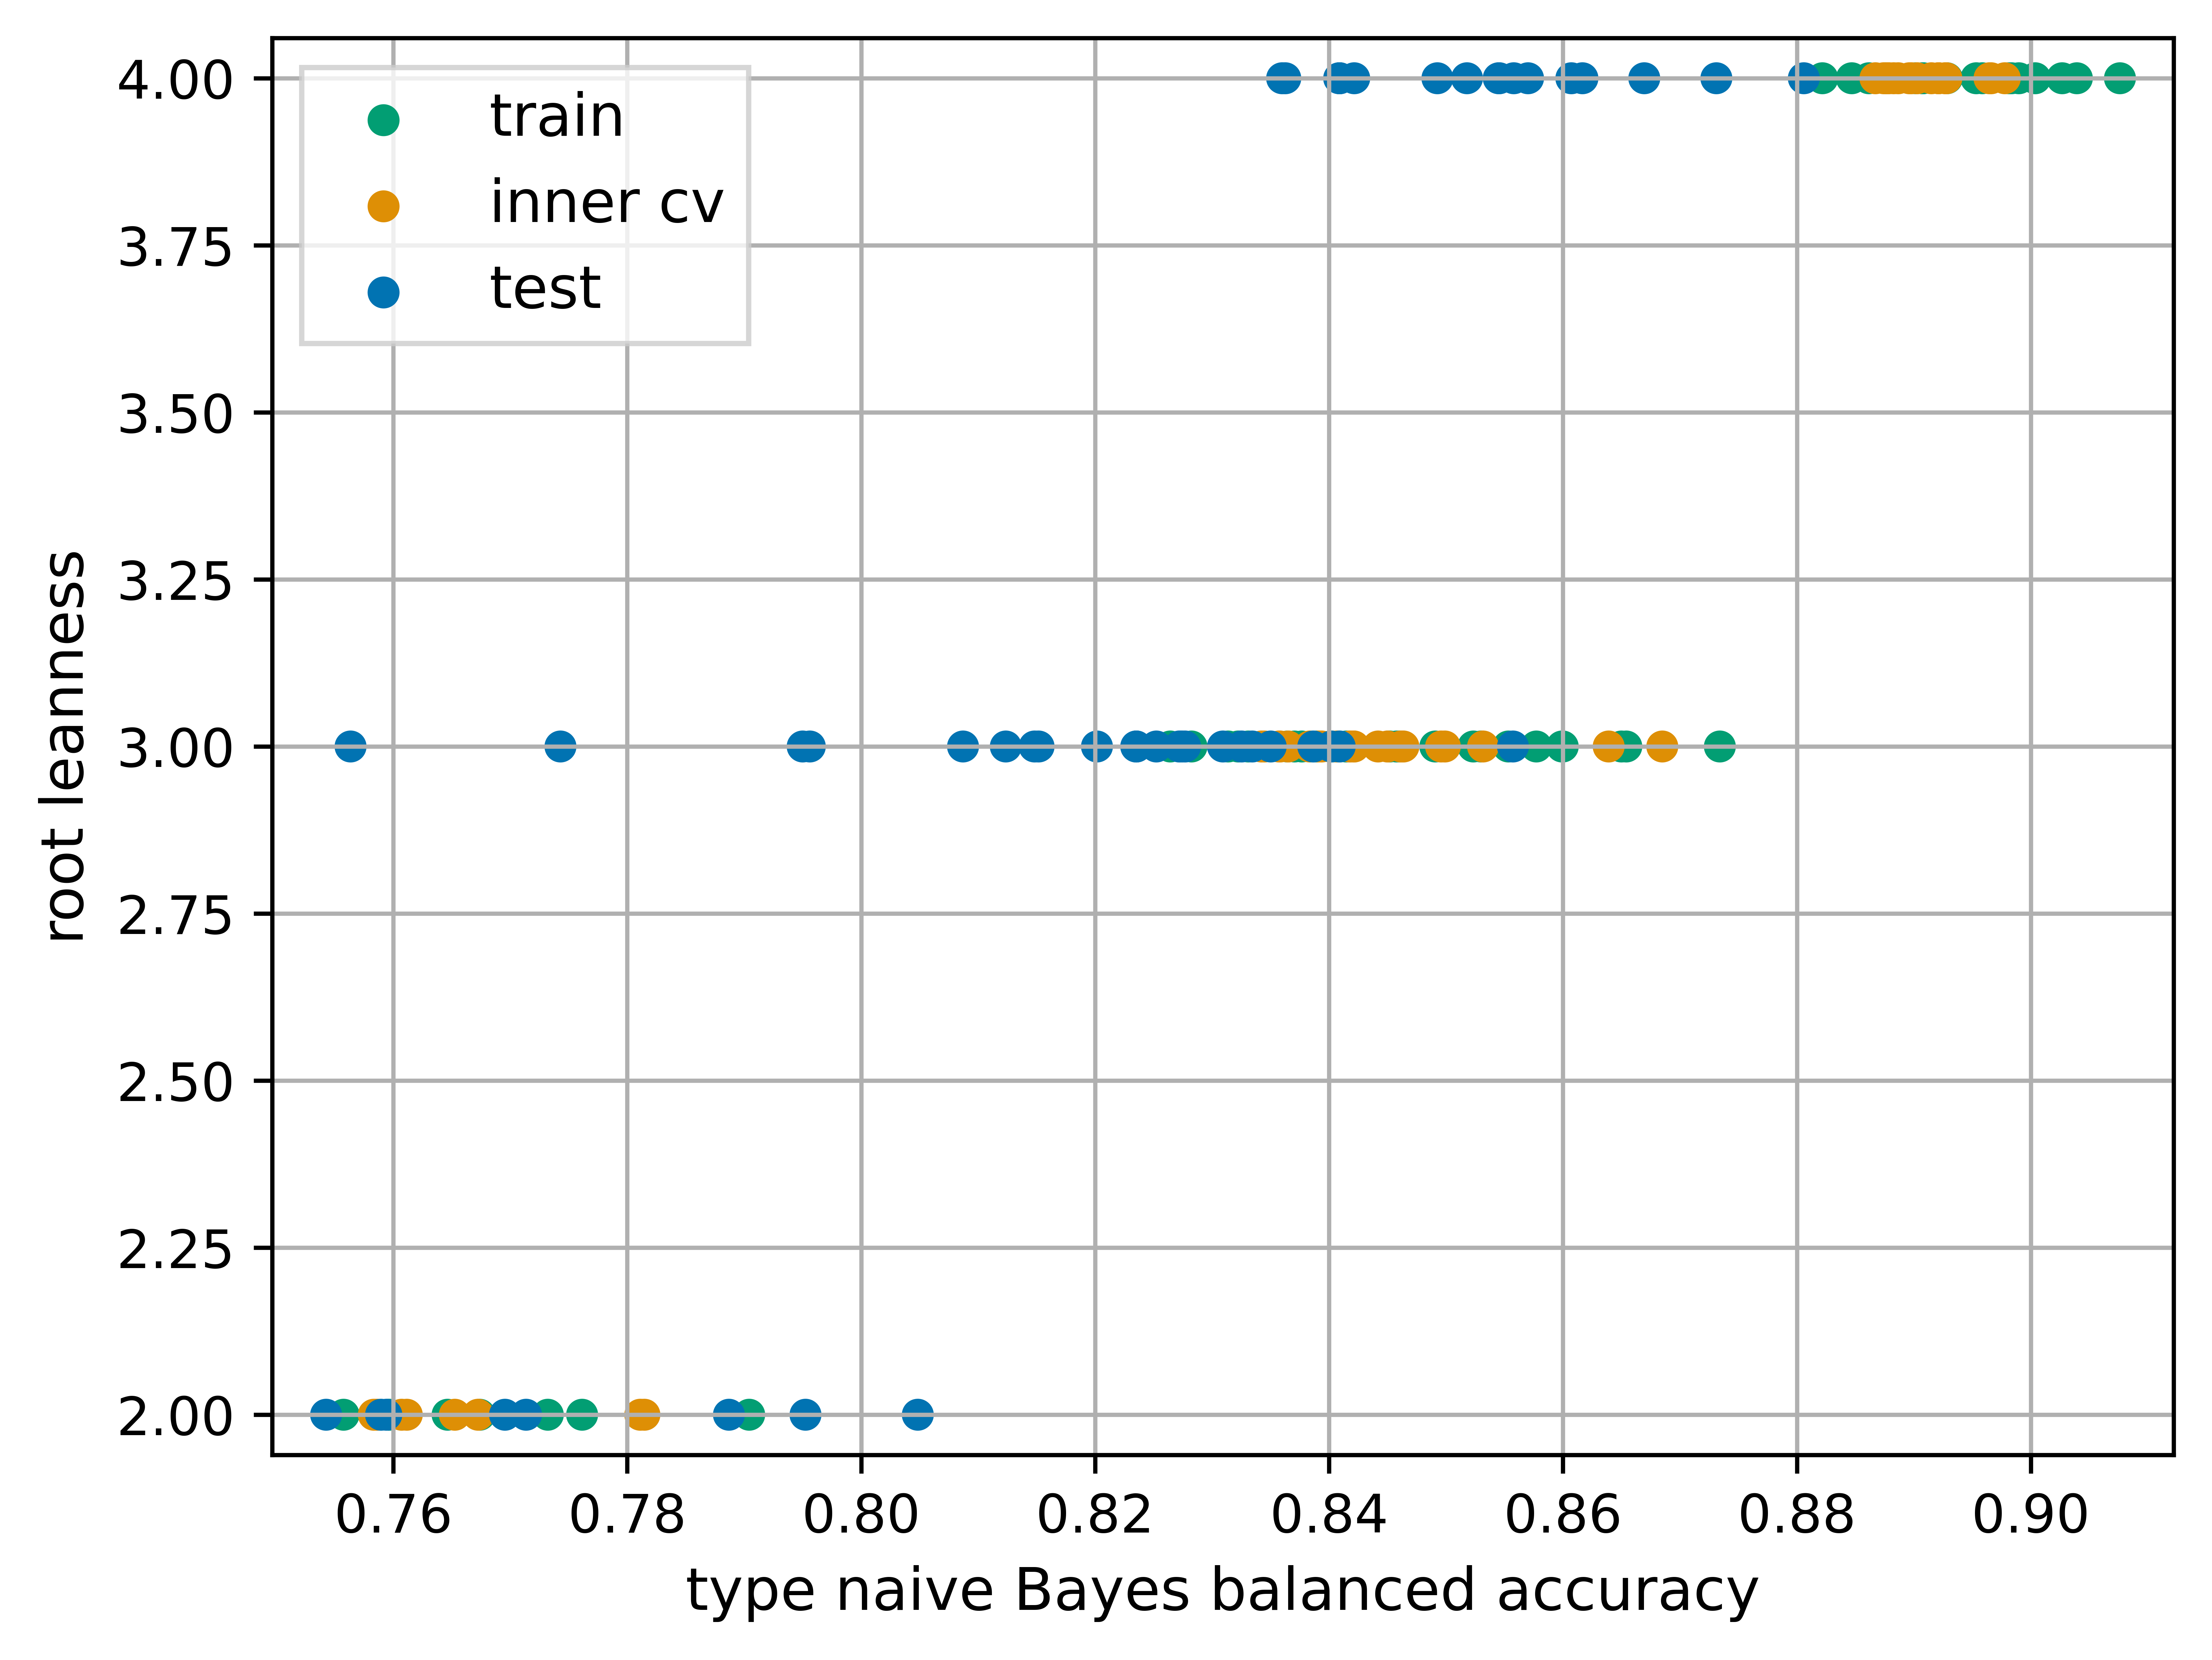 train
inner cv
test
4.00
3.75
3.50
3.25
3.00
2.75
2.50
2.25
2.00
root leanness
0.76 0.78 0.80 0.82 0.84 0.86 0.88 0.90
type naive Bayes balanced accuracy